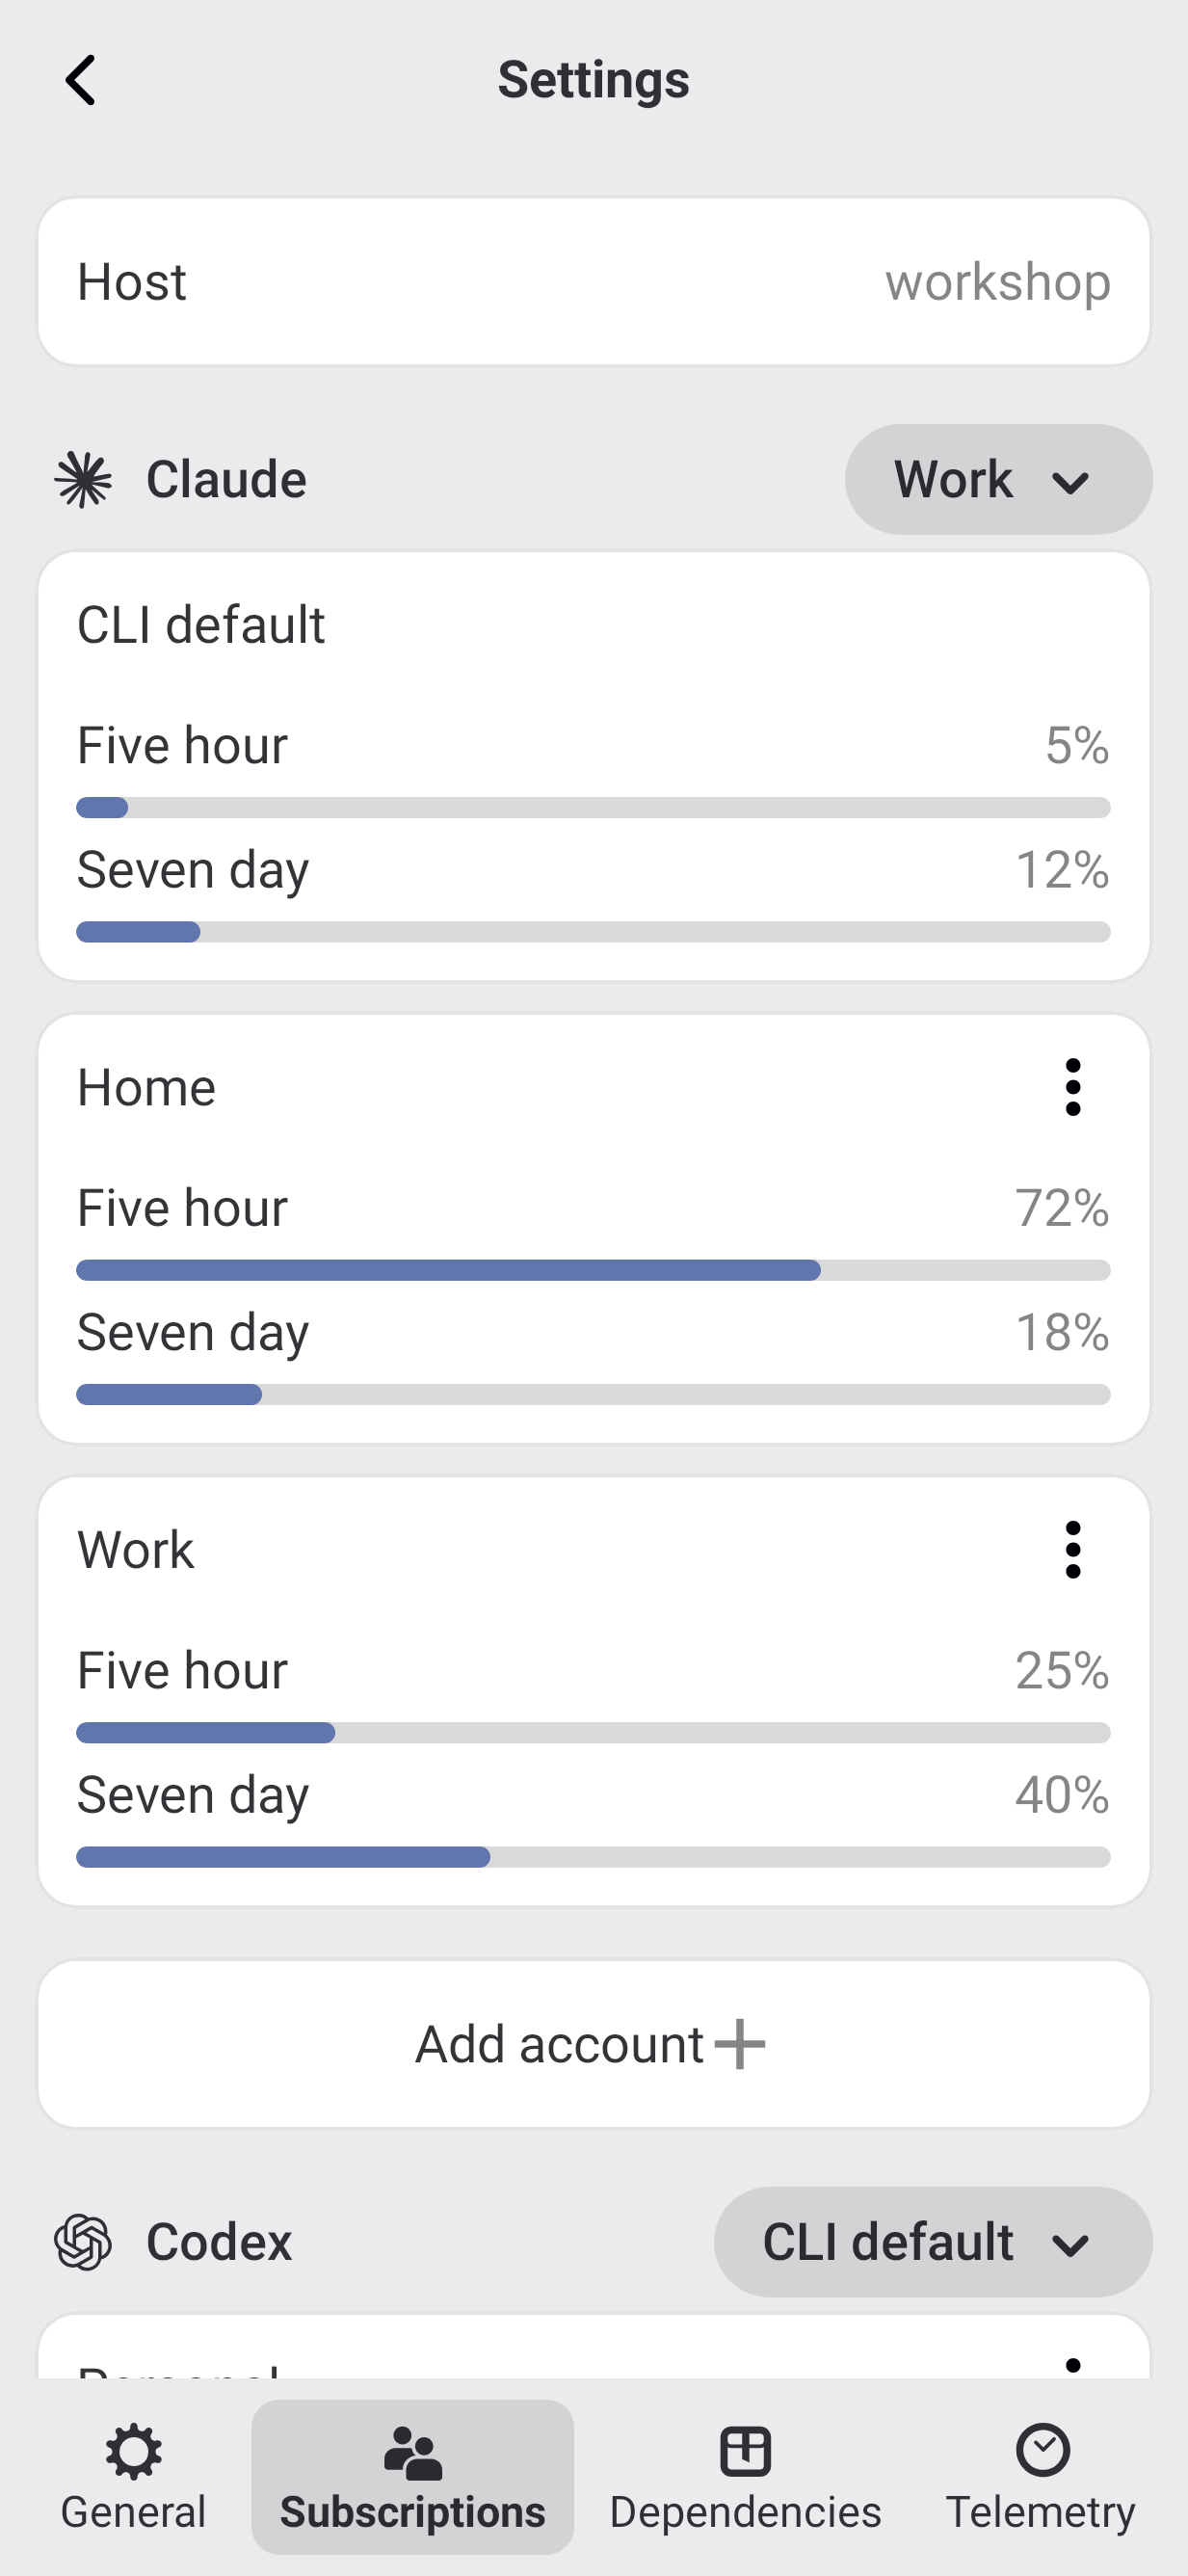 Settings
Host workshop
Claude Work
CLI default
Five hour 5%
Seven day 12%
Home
Five hour 72%
Seven day 18%
Work
Five hour 25%
Seven day 40%
Add account
Codex CLI default
General Subscriptions Dependencies Telemetry